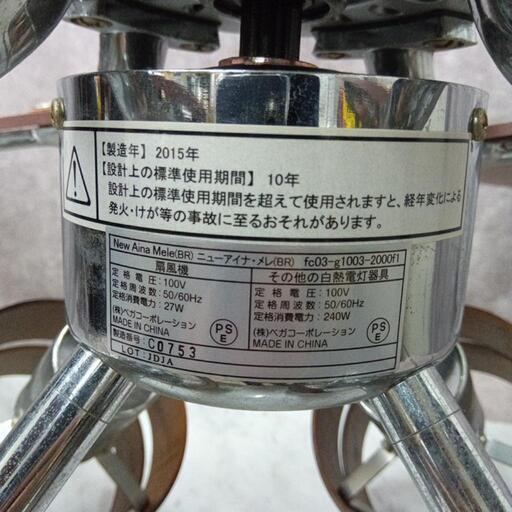 【製造年】2015年
【設計上の標準使用期間】10年
設計上の標準使用期間を超えて使用されますと、経年変化による
発火・けが等の事故に至るおそれがあります。
New Aina Mele(BR) ニューアイナ・メレ(BR) fc03-g1003-2000f1
扇風機
定格電圧:100V
定格周波数:50/60Hz
定格消費電力:27W
(株)ベガコーポレーション
MADE IN CHINA
製造番号: C0753
LOT: JDJA
PS
E
その他の白熱電灯器具
定格電圧:100V
定格周波数:50/60Hz
定格消費電力:240W
(株)ベガコーポレーション
MADE IN CHINA
PS
E